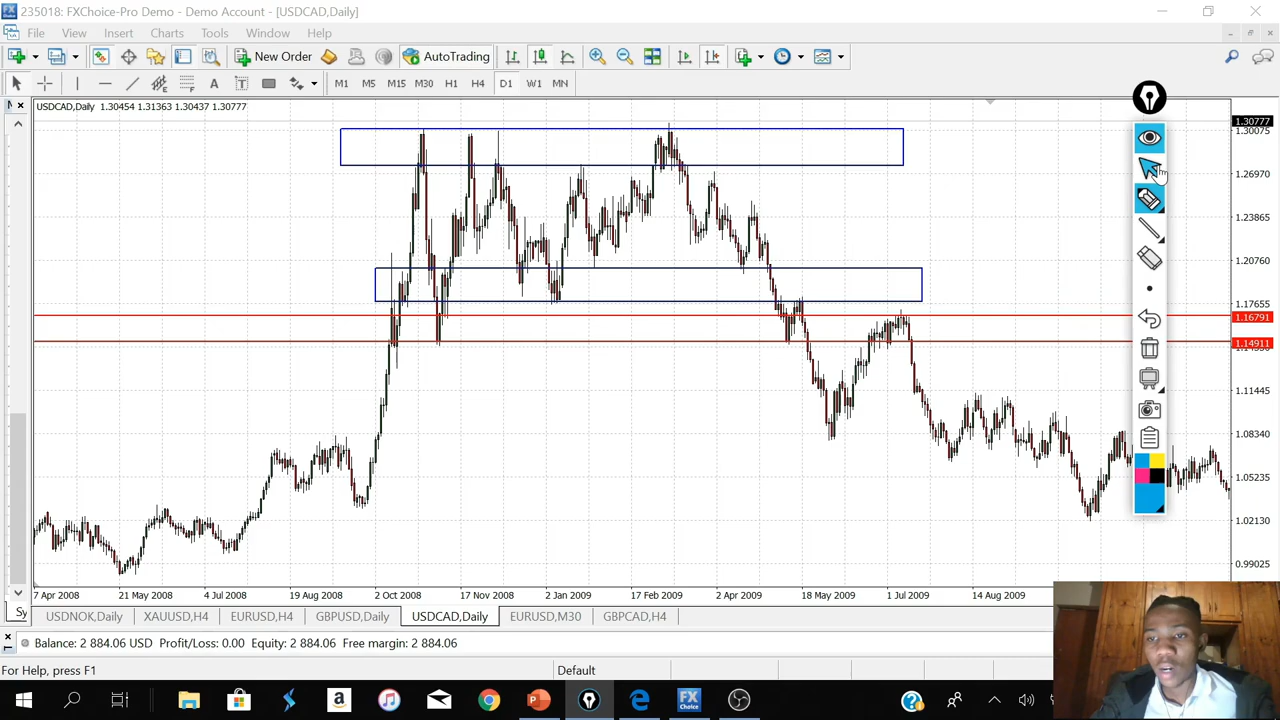 235018: FXChoice-Pro Demo - Demo Account - [USDCAD,Daily]
File View Insert Charts Tools Window Help
New Order AutoTrading
A T M1 M5 M15 M30 H1 H4 D1 W1 MN
USDCAD,Daily 1.30454 1.31363 1.30437 1.30777
1.30777
1.30075
1.26970
1.23865
1.20760
1.17655
1.16791
1.14911
1.11445
1.08340
1.05235
1.02130
0.99025
7 Apr 2008 21 May 2008 4 Jul 2008 19 Aug 2008 2 Oct 2008 17 Nov 2008 2 Jan 2009 17 Feb 2009 2 Apr 2009 18 May 2009 1 Jul 2009 14 Aug 2009
Sy USDNOK,Daily XAUUSD,H4 EURUSD,H4 GBPUSD,Daily USDCAD,Daily EURUSD,M30 GBPCAD,H4
Balance: 2 884.06 USD Profit/Loss: 0.00 Equity: 2 884.06 Free margin: 2 884.06
For Help, press F1 Default
FX Choice